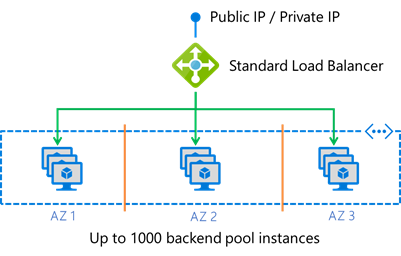 Public IP / Private IP
Standard Load Balancer
AZ 1
AZ 2
AZ 3
Up to 1000 backend pool instances